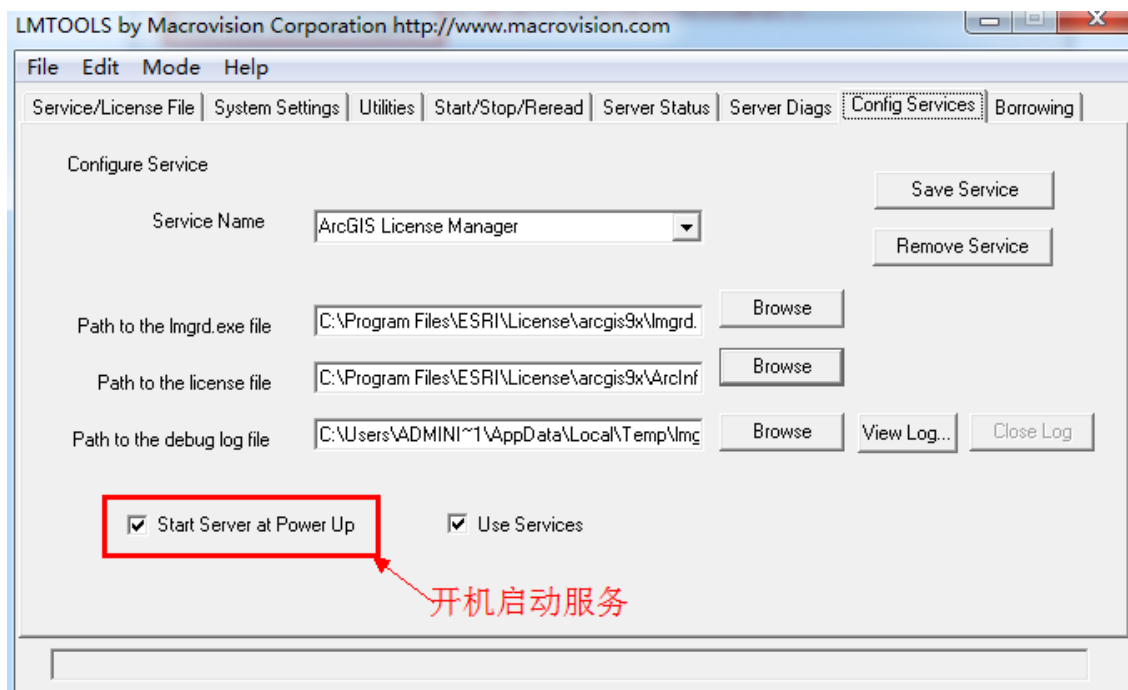 LMTOOLS by Macrovision Corporation http://www.macrovision.com
File Edit Mode Help
Service/License File System Settings Utilities Start/Stop/Reread Server Status Server Diags Config Services Borrowing
Configure Service
Save Service
Service Name ArcGIS License Manager
Remove Service
Path to the lmgrd.exe file C:\Program Files\ESRI\License\arcgis9x\lmgrd. Browse
Path to the license file C:\Program Files\ESRI\License\arcgis9x\ArcInf Browse
Path to the debug log file C:\Users\ADMINI~1\AppData\Local\Temp\lmg Browse View Log... Close Log
Start Server at Power Up Use Services
开机启动服务